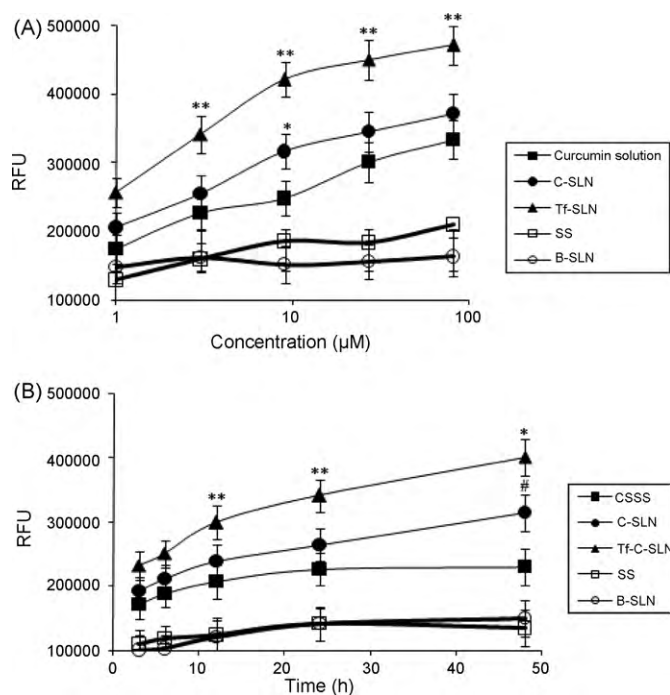 (A)
500000
400000
300000
200000
100000
RFU
** ** ** **
*
1 10 100
Concentration (µM)
Curcumin solution
C-SLN
Tf-SLN
SS
B-SLN
(B)
500000
400000
300000
200000
100000
RFU
** ** *
#
0 10 20 30 40 50
Time (h)
CSSS
C-SLN
Tf-C-SLN
SS
B-SLN